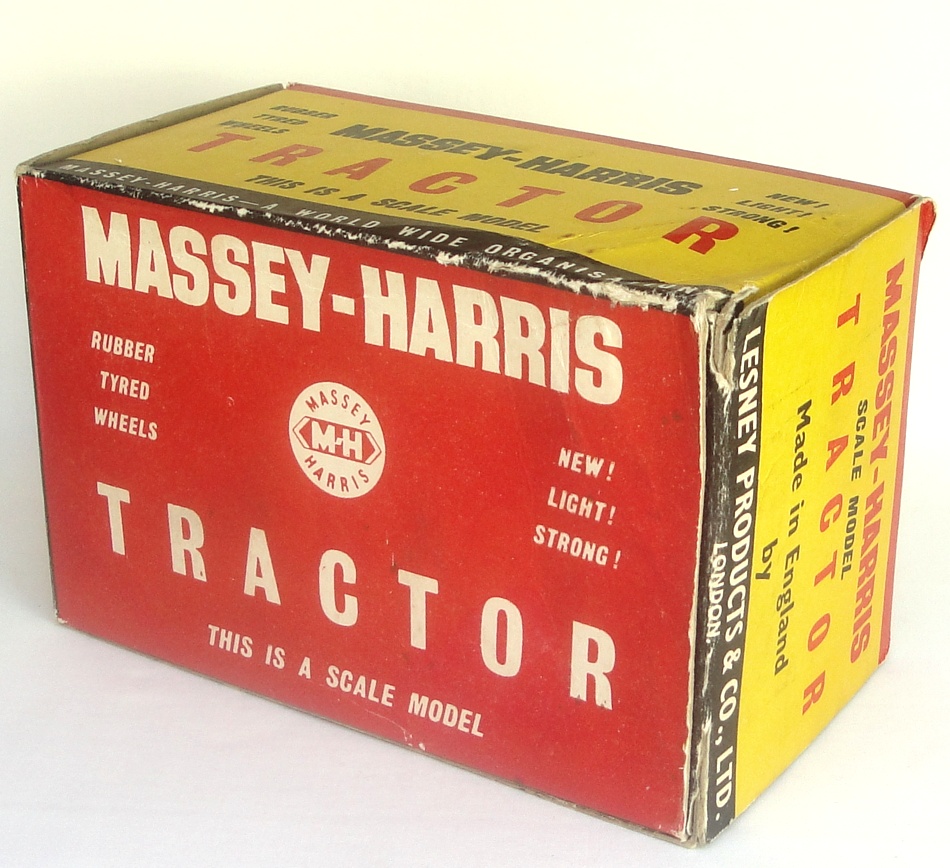 RUBBER
TYRED
WHEELS
MASSEY-HARRIS
TRACTOR
THIS IS A SCALE MODEL
NEW!
LIGHT!
STRONG!
MASSEY-HARRIS — A WORLD WIDE
MASSEY-HARRIS
RUBBER
TYRED
WHEELS
MASSEY
M-H
HARRIS
NEW!
LIGHT!
STRONG!
TRACTOR
THIS IS A SCALE MODEL
MASSEY-HARRIS
SCALE MODEL
TRACTOR
Made in England
by
LESNEY PRODUCTS & CO., LTD.
LONDON.